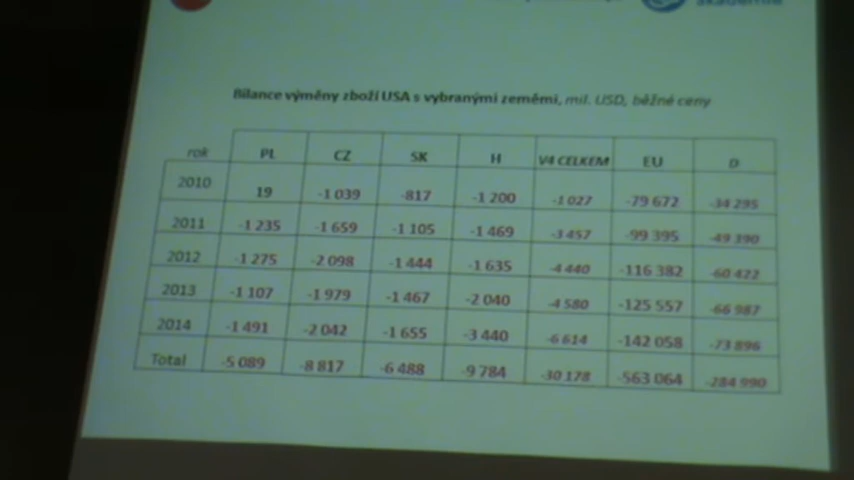 akademie
Bilance výměny zboží USA s vybranými zeměmi, mil. USD, běžné ceny
rok PL CZ SK H V4 CELKEM EU D
2010 19 -1 039 -817 -1 200 -1 027 -79 672 -34 295
2011 -1 235 -1 659 -1 105 -1 469 -3 457 -99 395 -49 390
2012 -1 275 -2 098 -1 444 -1 635 -4 440 -116 382 -60 422
2013 -1 107 -1 979 -1 467 -2 040 -4 580 -125 557 -66 987
2014 -1 491 -2 042 -1 655 -3 440 -6 614 -142 058 -73 896
Total -5 089 -8 817 -6 488 -9 784 -30 178 -563 064 -284 990